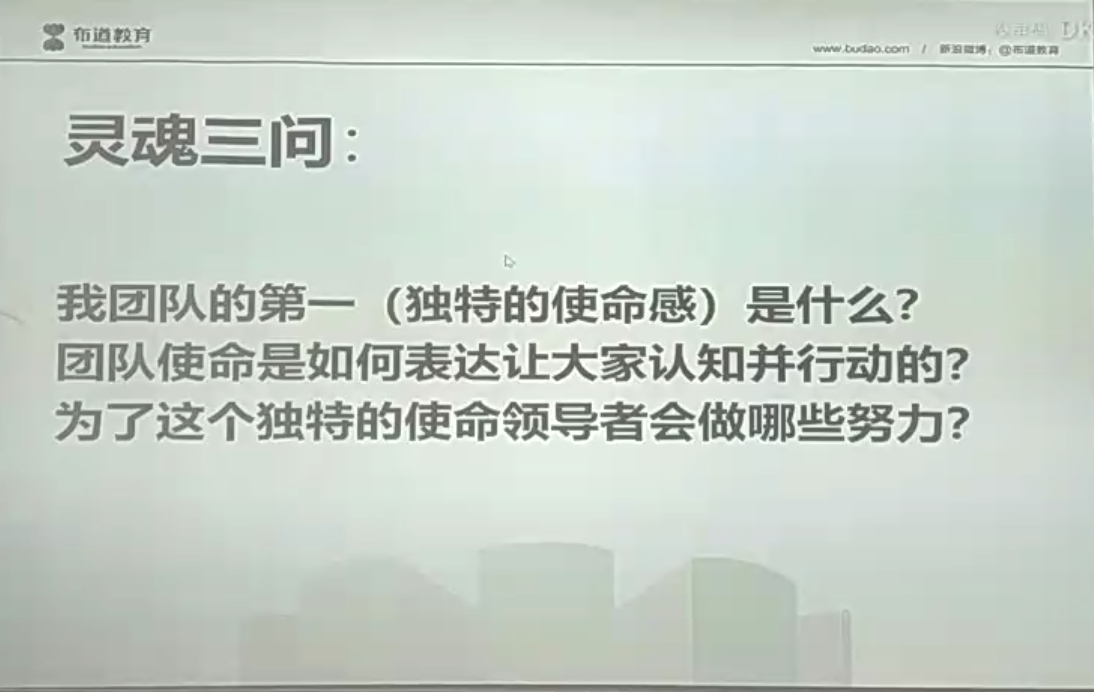 布道教育
www.budao.com / 新浪微博：@布道教育
灵魂三问：
我团队的第一（独特的使命感）是什么？
团队使命是如何表达让大家认知并行动的？
为了这个独特的使命领导者会做哪些努力？